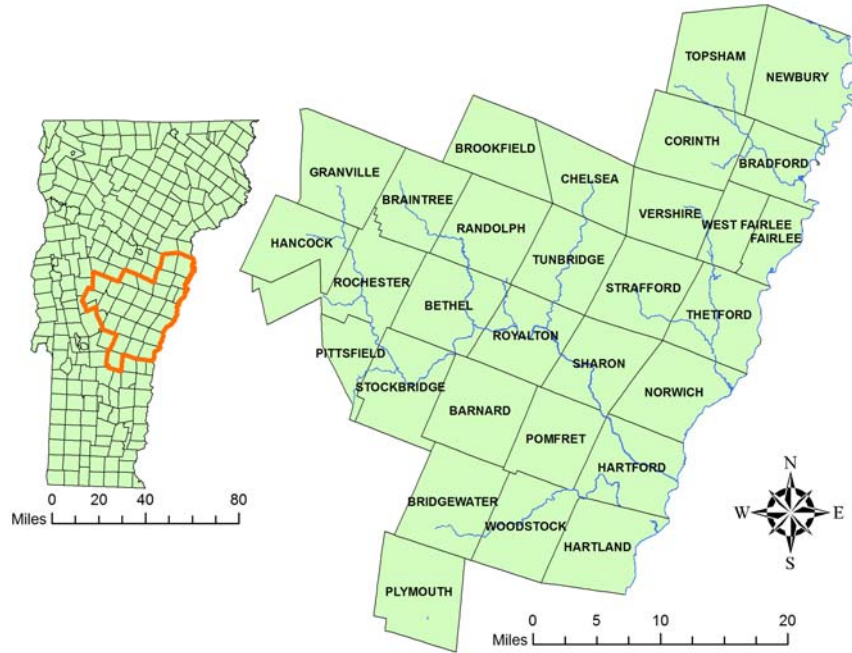 TOPSHAM
NEWBURY
CORINTH
BROOKFIELD
BRADFORD
GRANVILLE
CHELSEA
BRAINTREE
VERSHIRE
WEST FAIRLEE
RANDOLPH
FAIRLEE
HANCOCK
TUNBRIDGE
ROCHESTER
STRAFFORD
BETHEL
THETFORD
ROYALTON
PITTSFIELD
SHARON
STOCKBRIDGE
NORWICH
BARNARD
POMFRET
HARTFORD
BRIDGEWATER
WOODSTOCK
HARTLAND
PLYMOUTH
N
W E
S
0 20 40 80
Miles
0 5 10 20
Miles